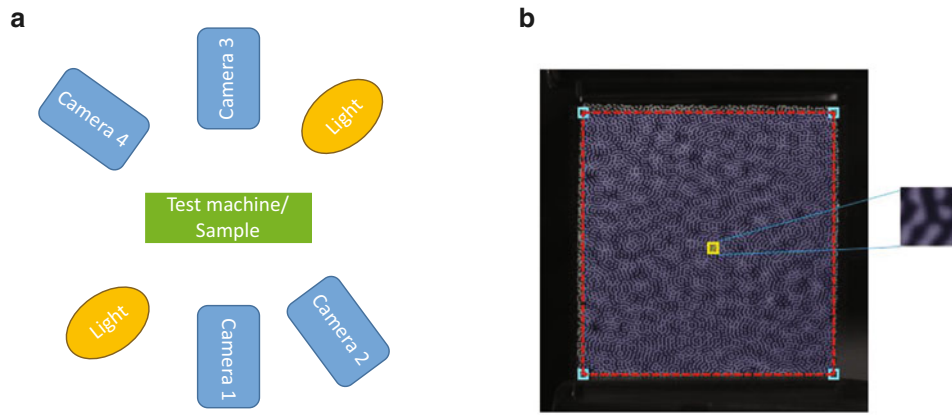 a
b
Camera 3
Camera 4
Light
Test machine/
Sample
Light
Camera 1
Camera 2